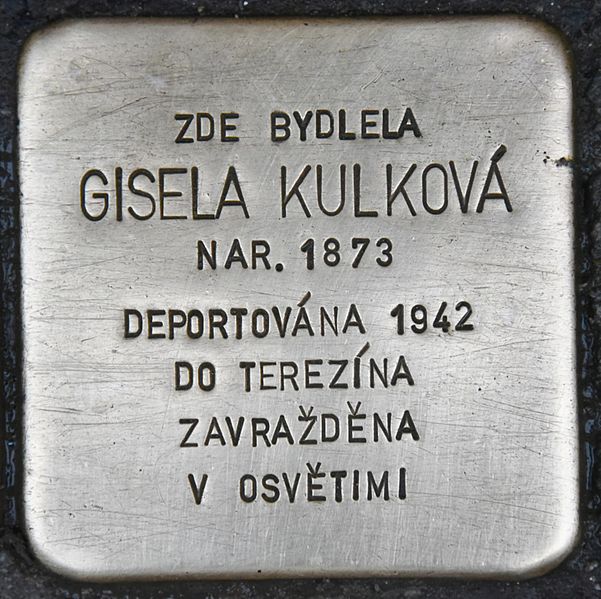 ZDE BYDLELA
GISELA KULKOVÁ
NAR. 1873
DEPORTOVÁNA 1942
DO TEREZÍNA
ZAVRAŽDĚNA
V OSVĚTIMI